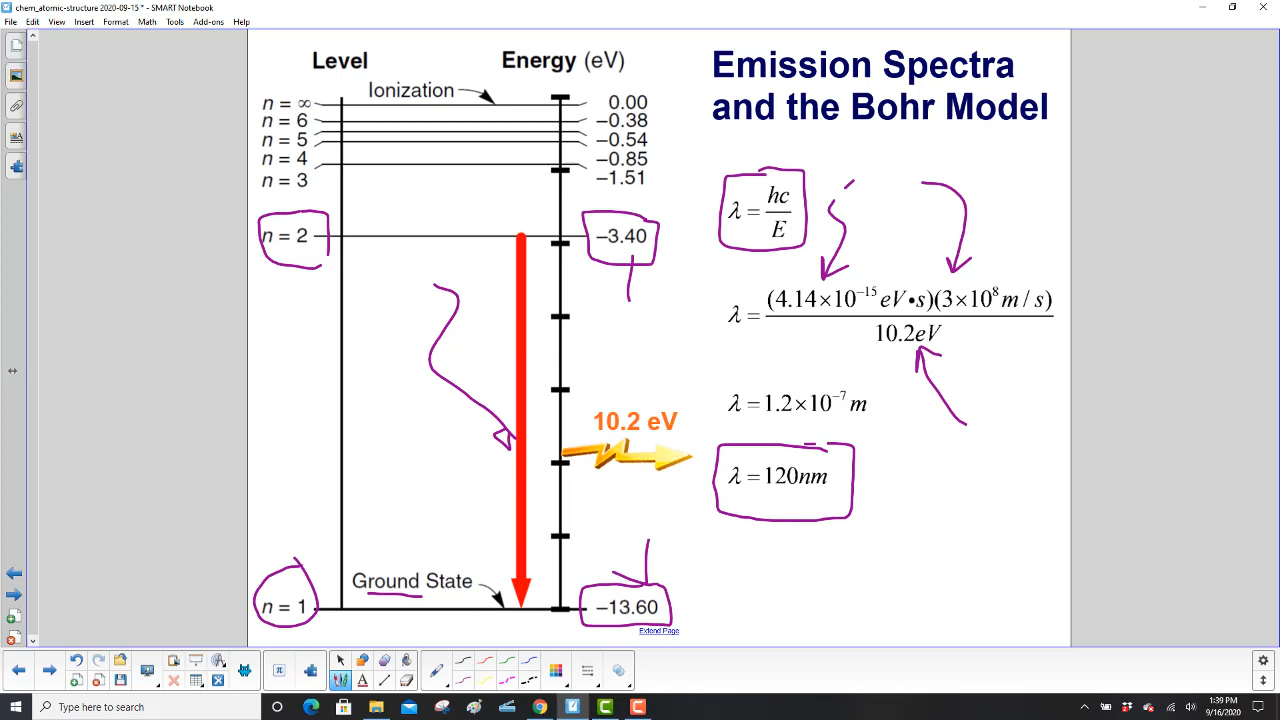 chem_atomic-structure 2020-09-15 * - SMART Notebook
File Edit View Insert Format Math Tools Add-ons Help
Level Energy (eV)
Ionization
n = ∞ 0.00
n = 6 −0.38
n = 5 −0.54
n = 4 −0.85
n = 3 −1.51
n = 2 −3.40
10.2 eV
Ground State
n = 1 −13.60
Extend Page
Emission Spectra
and the Bohr Model
λ = hc / E
λ = (4.14×10⁻¹⁵ eV•s)(3×10⁸ m / s) / 10.2eV
λ = 1.2×10⁻⁷ m
λ = 120nm
Type here to search
1:39 PM
9/16/2020